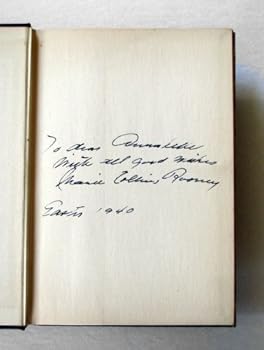 To dear Annabelle
With all good wishes
Marie Collins Rooney
Easter 1940